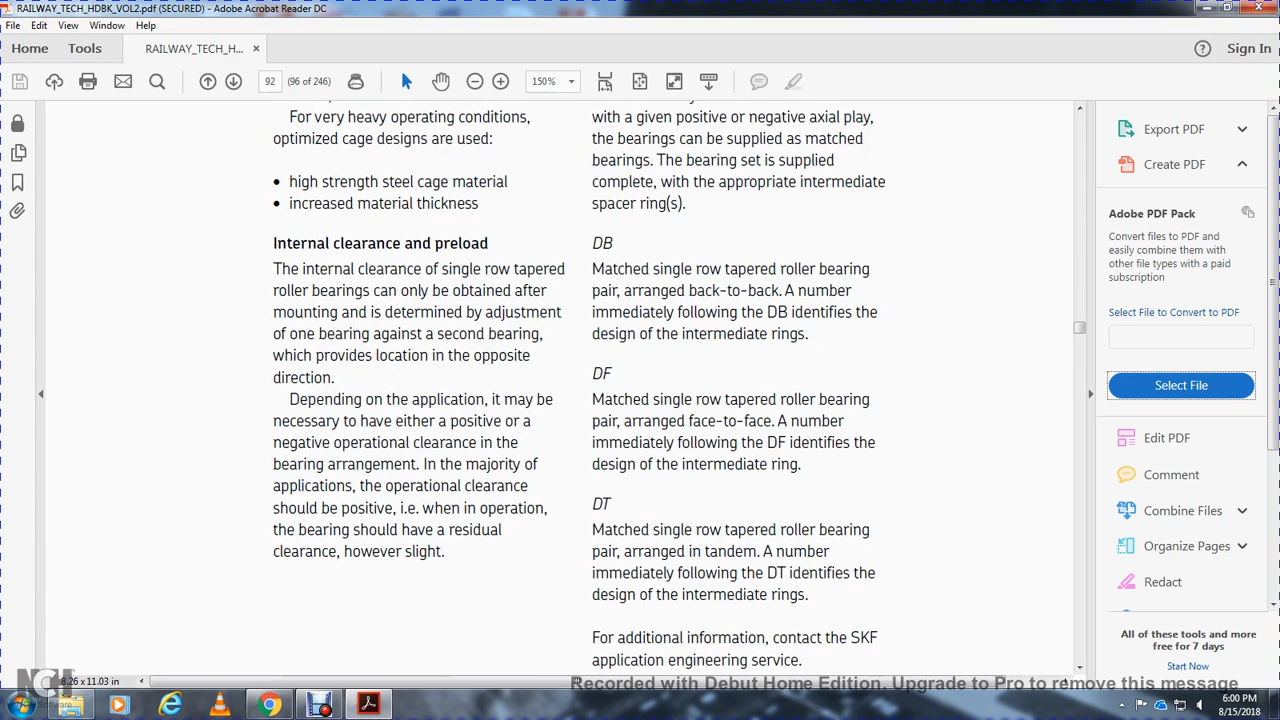 RAILWAY_TECH_HDBK_VOL2.pdf (SECURED) - Adobe Acrobat Reader DC
File Edit View Window Help
Home Tools RAILWAY_TECH_H... × Sign In
92 (96 of 246) 150%
For very heavy operating conditions,
optimized cage designs are used:
• high strength steel cage material
• increased material thickness
Internal clearance and preload
The internal clearance of single row tapered
roller bearings can only be obtained after
mounting and is determined by adjustment
of one bearing against a second bearing,
which provides location in the opposite
direction.
Depending on the application, it may be
necessary to have either a positive or a
negative operational clearance in the
bearing arrangement. In the majority of
applications, the operational clearance
should be positive, i.e. when in operation,
the bearing should have a residual
clearance, however slight.
with a given positive or negative axial play,
the bearings can be supplied as matched
bearings. The bearing set is supplied
complete, with the appropriate intermediate
spacer ring(s).
DB
Matched single row tapered roller bearing
pair, arranged back-to-back. A number
immediately following the DB identifies the
design of the intermediate rings.
DF
Matched single row tapered roller bearing
pair, arranged face-to-face. A number
immediately following the DF identifies the
design of the intermediate ring.
DT
Matched single row tapered roller bearing
pair, arranged in tandem. A number
immediately following the DT identifies the
design of the intermediate rings.
For additional information, contact the SKF
application engineering service.
Export PDF
Create PDF
Adobe PDF Pack
Convert files to PDF and
easily combine them with
other file types with a paid
subscription
Select File to Convert to PDF
Select File
Edit PDF
Comment
Combine Files
Organize Pages
Redact
All of these tools and more
free for 7 days
Start Now
8.26 x 11.03 in
NCH
Software
Recorded with Debut Home Edition. Upgrade to Pro to remove this message
6:00 PM
8/15/2018